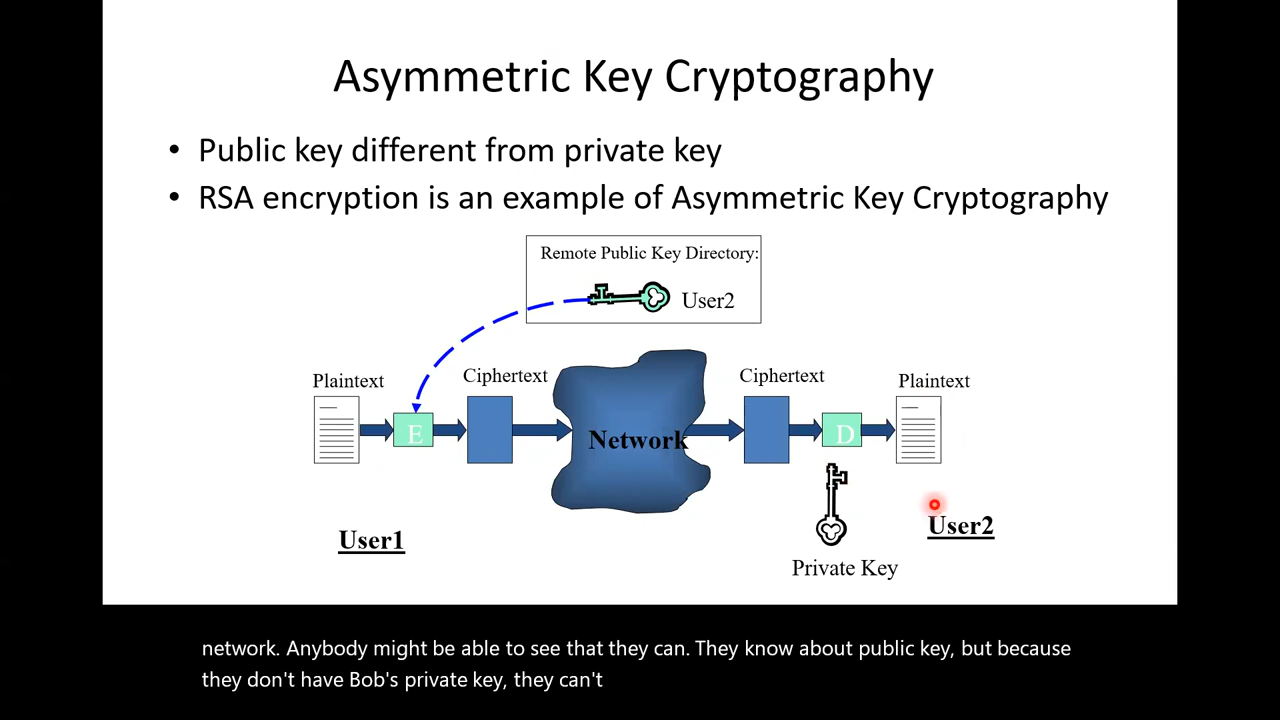 Asymmetric Key Cryptography
• Public key different from private key
• RSA encryption is an example of Asymmetric Key Cryptography
Remote Public Key Directory:
User2
Plaintext
Ciphertext
Ciphertext
Plaintext
E
Network
D
User1
User2
Private Key
network. Anybody might be able to see that they can. They know about public key, but because
they don't have Bob's private key, they can't